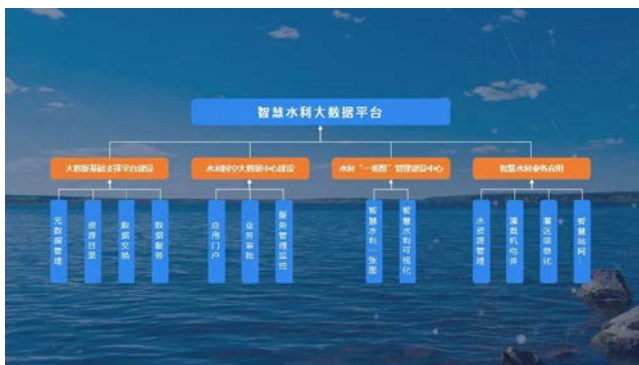 智慧水利大数据平台
大数据基础支撑平台建设
水利时空大数据中心建设
水利“一张图”管理建设中心
智慧水利业务应用
元数据管理
资源目录
数据交换
数据服务
应用门户
业务审批
服务管理监控
智慧水利一张图
智慧水利可视化
水资源管理
灌溉机电井
灌区信息化
智慧站网